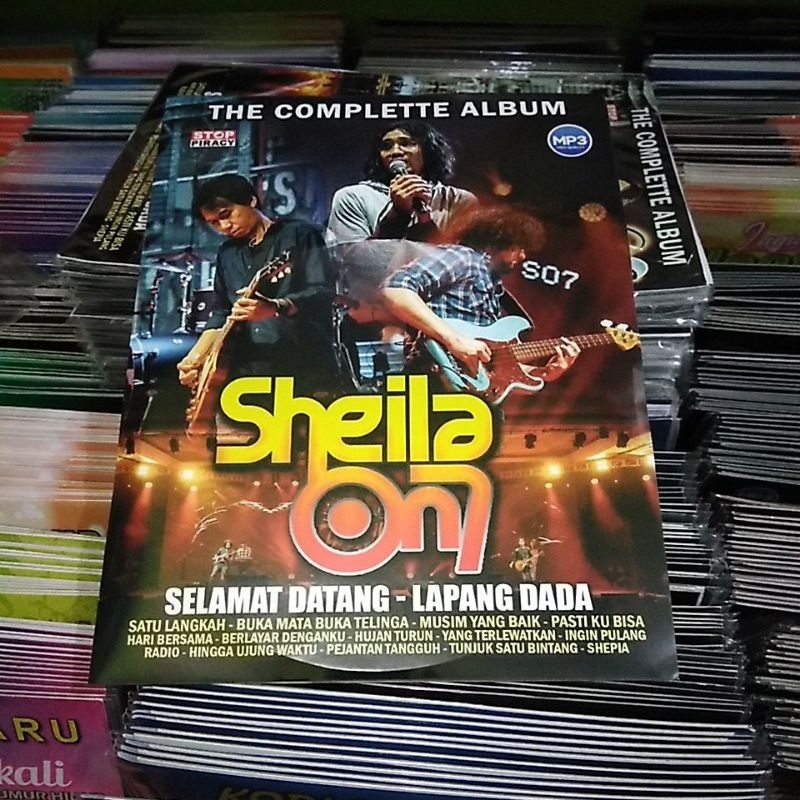 THE COMPLETTE ALBUM
STOP
PIRACY
MP3
THE COMPLETTE ALBUM
SO7
Sheila
On7
SELAMAT DATANG - LAPANG DADA
SATU LANGKAH - BUKA MATA BUKA TELINGA - MUSIM YANG BAIK - PASTI KU BISA
HARI BERSAMA - BERLAYAR DENGANKU - HUJAN TURUN - YANG TERLEWATKAN - INGIN PULANG
RADIO - HINGGA UJUNG WAKTU - PEJANTAN TANGGUH - TUNJUK SATU BINTANG - SHEPIA
ARU
kali